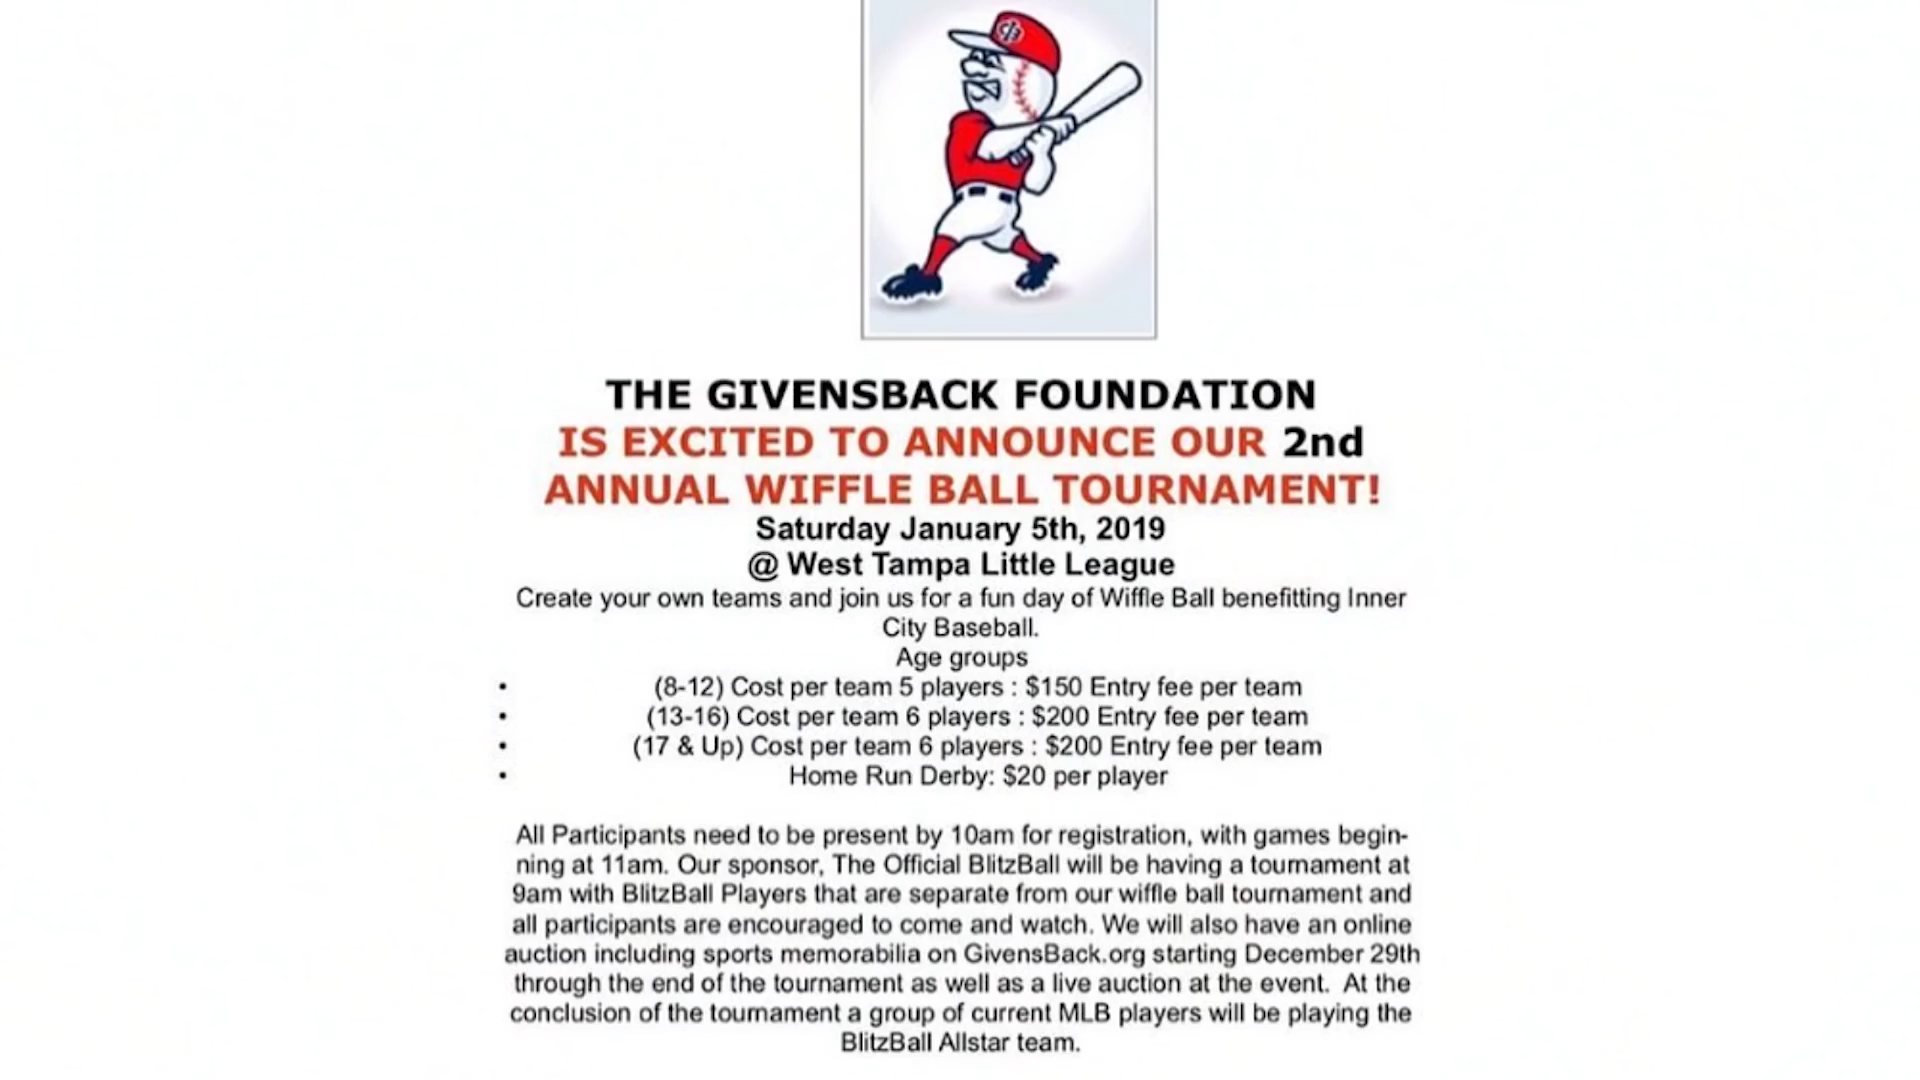 THE GIVENSBACK FOUNDATION
IS EXCITED TO ANNOUNCE OUR 2nd
ANNUAL WIFFLE BALL TOURNAMENT!
Saturday January 5th, 2019
@ West Tampa Little League
Create your own teams and join us for a fun day of Wiffle Ball benefitting Inner
City Baseball.
Age groups
• (8-12) Cost per team 5 players : $150 Entry fee per team
• (13-16) Cost per team 6 players : $200 Entry fee per team
• (17 & Up) Cost per team 6 players : $200 Entry fee per team
• Home Run Derby: $20 per player
All Participants need to be present by 10am for registration, with games begin-
ning at 11am. Our sponsor, The Official BlitzBall will be having a tournament at
9am with BlitzBall Players that are separate from our wiffle ball tournament and
all participants are encouraged to come and watch. We will also have an online
auction including sports memorabilia on GivensBack.org starting December 29th
through the end of the tournament as well as a live auction at the event. At the
conclusion of the tournament a group of current MLB players will be playing the
BlitzBall Allstar team.